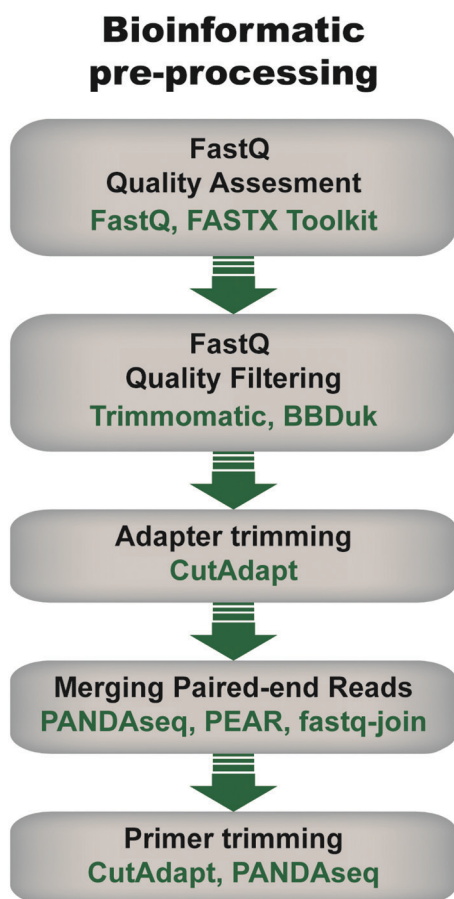 Bioinformatic
pre-processing
FastQ
Quality Assesment
FastQ, FASTX Toolkit
FastQ
Quality Filtering
Trimmomatic, BBDuk
Adapter trimming
CutAdapt
Merging Paired-end Reads
PANDAseq, PEAR, fastq-join
Primer trimming
CutAdapt, PANDAseq